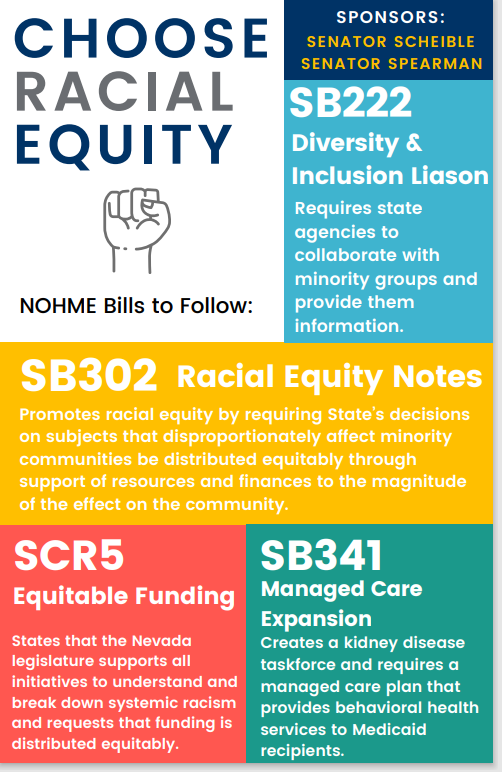 CHOOSE
RACIAL
EQUITY
NOHME Bills to Follow:
SPONSORS:
SENATOR SCHEIBLE
SENATOR SPEARMAN
SB222
Diversity &
Inclusion Liason
Requires state
agencies to
collaborate with
minority groups and
provide them
information.
SB302 Racial Equity Notes
Promotes racial equity by requiring State's decisions
on subjects that disproportionately affect minority
communities be distributed equitably through
support of resources and finances to the magnitude
of the effect on the community.
SCR5
Equitable Funding
States that the Nevada
legislature supports all
initiatives to understand and
break down systemic racism
and requests that funding is
distributed equitably.
SB341
Managed Care
Expansion
Creates a kidney disease
taskforce and requires a
managed care plan that
provides behavioral health
services to Medicaid
recipients.